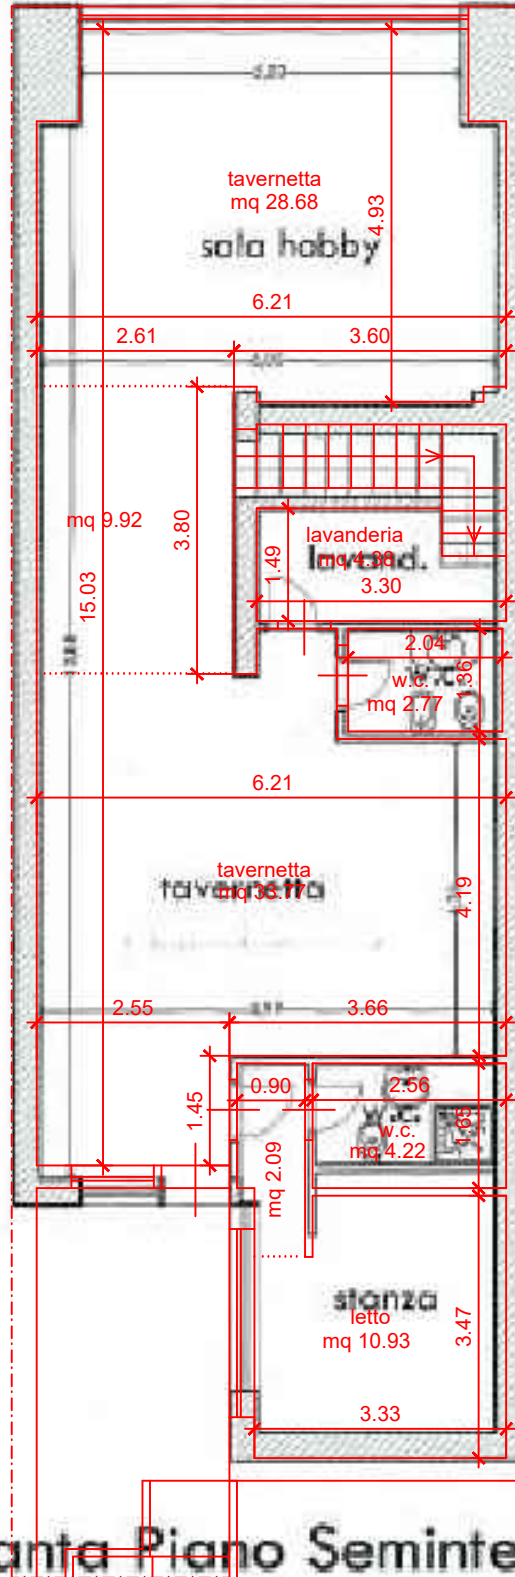 tavernetta
mq 28.68
4.93
sala hobby
6.21
2.61
3.60
mq 9.92
3.80
15.03
lavanderia
lavand.
mq 4.38
1.49
3.30
2.04
w.c.
mq 2.77
1.36
6.21
tavernetta
tavernetta
mq 33.77
4.19
2.55
3.66
1.45
0.90
2.56
w.c.
w.c.
mq 4.22
1.65
mq 2.09
stanza
letto
mq 10.93
3.47
3.33
anta Piano Seminte